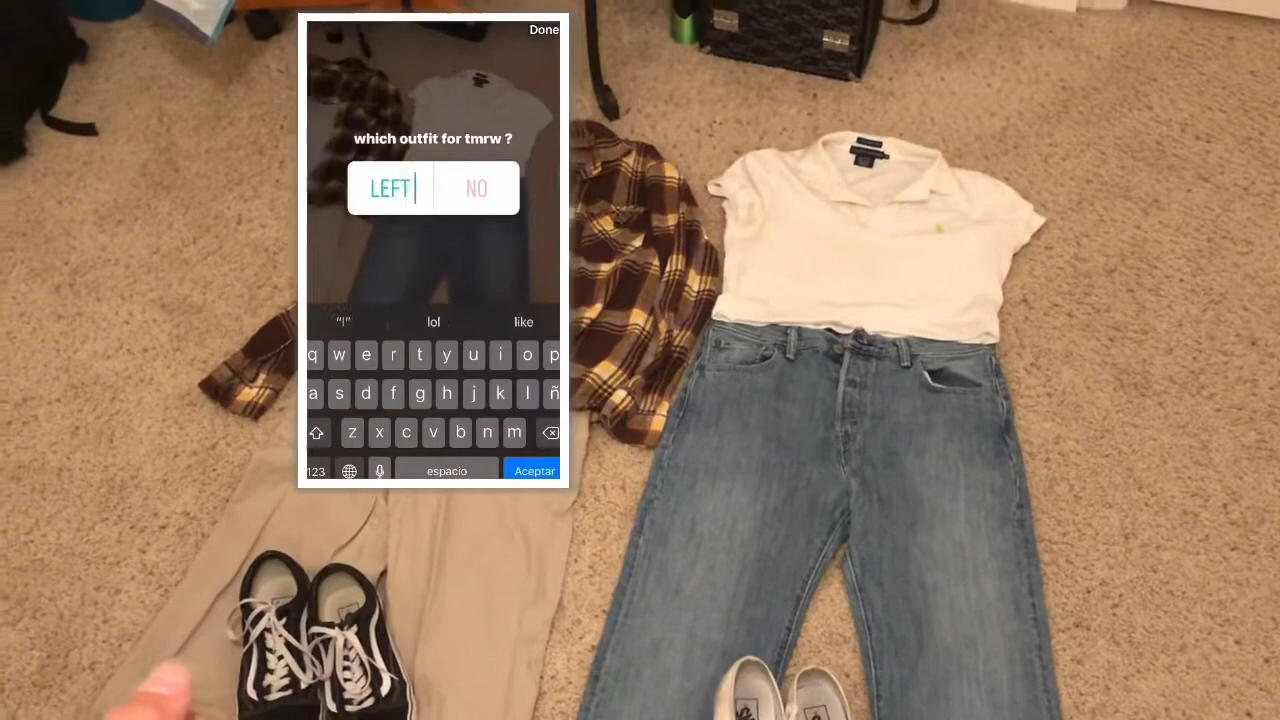 Done
which outfit for tmrw ?
LEFT NO
"!" lol like
q w e r t y u i o p
a s d f g h j k l ñ
z x c v b n m
123 espacio Aceptar